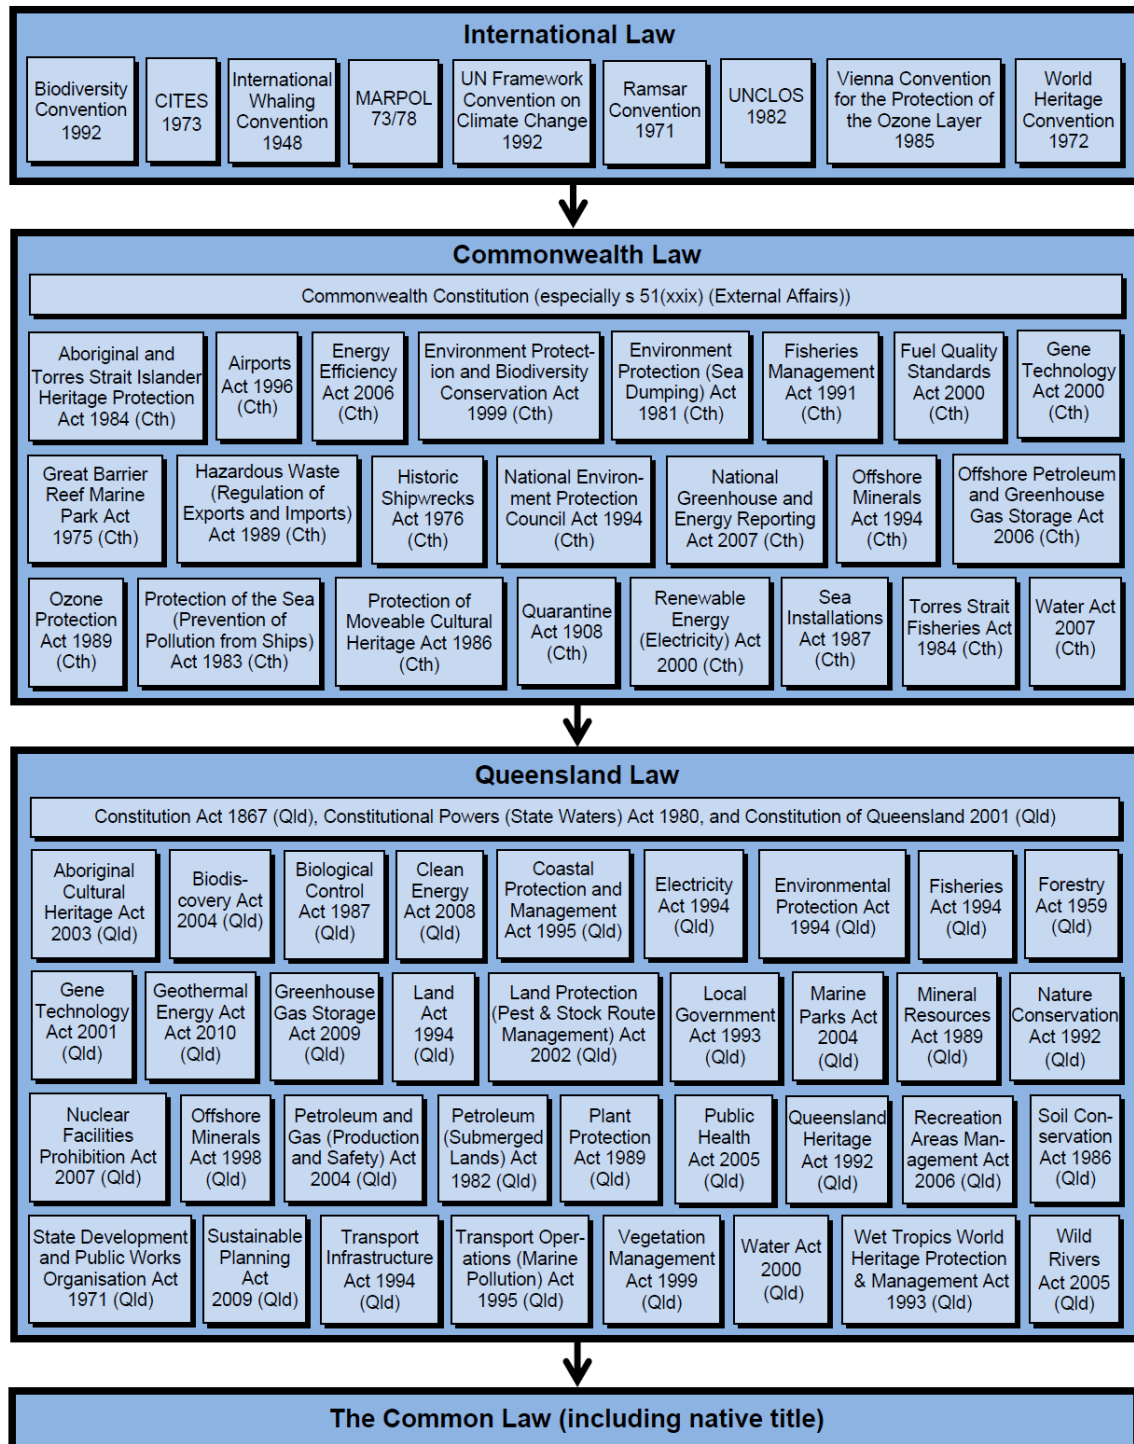 International Law
Biodiversity
Convention
1992
CITES
1973
International
Whaling
Convention
1948
MARPOL
73/78
UN Framework
Convention on
Climate Change
1992
Ramsar
Convention
1971
UNCLOS
1982
Vienna Convention
for the Protection of
the Ozone Layer
1985
World
Heritage
Convention
1972
Commonwealth Law
Commonwealth Constitution (especially s 51(xxix) (External Affairs))
Aboriginal and
Torres Strait Islander
Heritage Protection
Act 1984 (Cth)
Airports
Act 1996
(Cth)
Energy
Efficiency
Act 2006
(Cth)
Environment Protect-
ion and Biodiversity
Conservation Act
1999 (Cth)
Environment
Protection (Sea
Dumping) Act
1981 (Cth)
Fisheries
Management
Act 1991
(Cth)
Fuel Quality
Standards
Act 2000
(Cth)
Gene
Technology
Act 2000
(Cth)
Great Barrier
Reef Marine
Park Act
1975 (Cth)
Hazardous Waste
(Regulation of
Exports and Imports)
Act 1989 (Cth)
Historic
Shipwrecks
Act 1976
(Cth)
National Environ-
ment Protection
Council Act 1994
(Cth)
National
Greenhouse and
Energy Reporting
Act 2007 (Cth)
Offshore
Minerals
Act 1994
(Cth)
Offshore Petroleum
and Greenhouse
Gas Storage Act
2006 (Cth)
Ozone
Protection
Act 1989
(Cth)
Protection of the Sea
(Prevention of
Pollution from Ships)
Act 1983 (Cth)
Protection of
Moveable Cultural
Heritage Act 1986
(Cth)
Quarantine
Act 1908
(Cth)
Renewable
Energy
(Electricity) Act
2000 (Cth)
Sea
Installations
Act 1987
(Cth)
Torres Strait
Fisheries Act
1984 (Cth)
Water Act
2007
(Cth)
Queensland Law
Constitution Act 1867 (Qld), Constitutional Powers (State Waters) Act 1980, and Constitution of Queensland 2001 (Qld)
Aboriginal
Cultural
Heritage Act
2003 (Qld)
Biodis-
covery Act
2004 (Qld)
Biological
Control
Act 1987
(Qld)
Clean
Energy
Act 2008
(Qld)
Coastal
Protection and
Management
Act 1995 (Qld)
Electricity
Act 1994
(Qld)
Environmental
Protection Act
1994 (Qld)
Fisheries
Act 1994
(Qld)
Forestry
Act 1959
(Qld)
Gene
Technology
Act 2001
(Qld)
Geothermal
Energy Act
Act 2010
(Qld)
Greenhouse
Gas Storage
Act 2009
(Qld)
Land
Act
1994
(Qld)
Land Protection
(Pest & Stock Route
Management) Act
2002 (Qld)
Local
Government
Act 1993
(Qld)
Marine
Parks Act
2004
(Qld)
Mineral
Resources
Act 1989
(Qld)
Nature
Conservation
Act 1992
(Qld)
Nuclear
Facilities
Prohibition Act
2007 (Qld)
Offshore
Minerals
Act 1998
(Qld)
Petroleum and
Gas (Production
and Safety) Act
2004 (Qld)
Petroleum
(Submerged
Lands) Act
1982 (Qld)
Plant
Protection
Act 1989
(Qld)
Public
Health
Act 2005
(Qld)
Queensland
Heritage
Act 1992
(Qld)
Recreation
Areas Man-
agement Act
2006 (Qld)
Soil Con-
servation
Act 1986
(Qld)
State Development
and Public Works
Organisation Act
1971 (Qld)
Sustainable
Planning
Act
2009 (Qld)
Transport
Infrastructure
Act 1994
(Qld)
Transport Oper-
ations (Marine
Pollution) Act
1995 (Qld)
Vegetation
Management
Act 1999
(Qld)
Water Act
2000
(Qld)
Wet Tropics World
Heritage Protection
& Management Act
1993 (Qld)
Wild
Rivers
Act 2005
(Qld)
The Common Law (including native title)